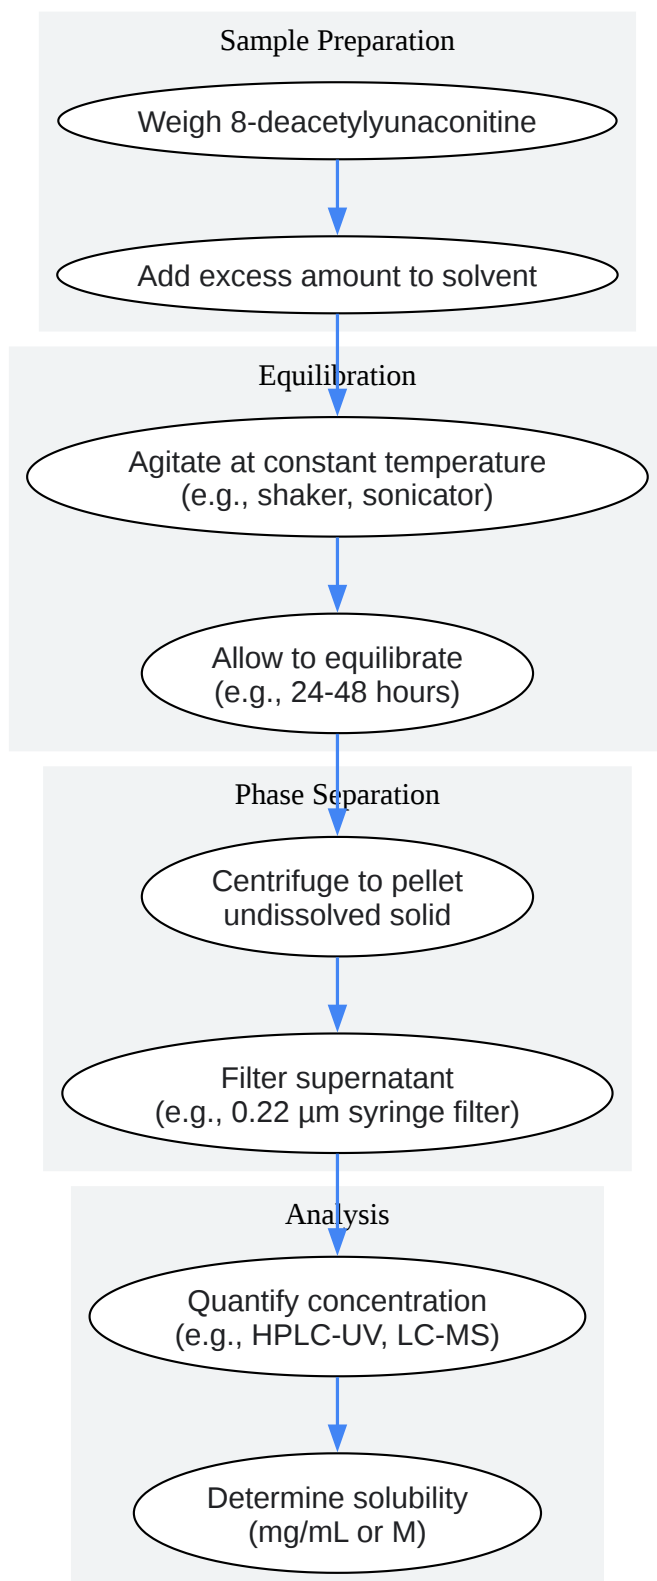 Sample Preparation
Weigh 8-deacetylyunaconitine
Add excess amount to solvent
Equilibration
Agitate at constant temperature
(e.g., shaker, sonicator)
Allow to equilibrate
(e.g., 24-48 hours)
Phase Separation
Centrifuge to pellet
undissolved solid
Filter supernatant
(e.g., 0.22 µm syringe filter)
Analysis
Quantify concentration
(e.g., HPLC-UV, LC-MS)
Determine solubility
(mg/mL or M)